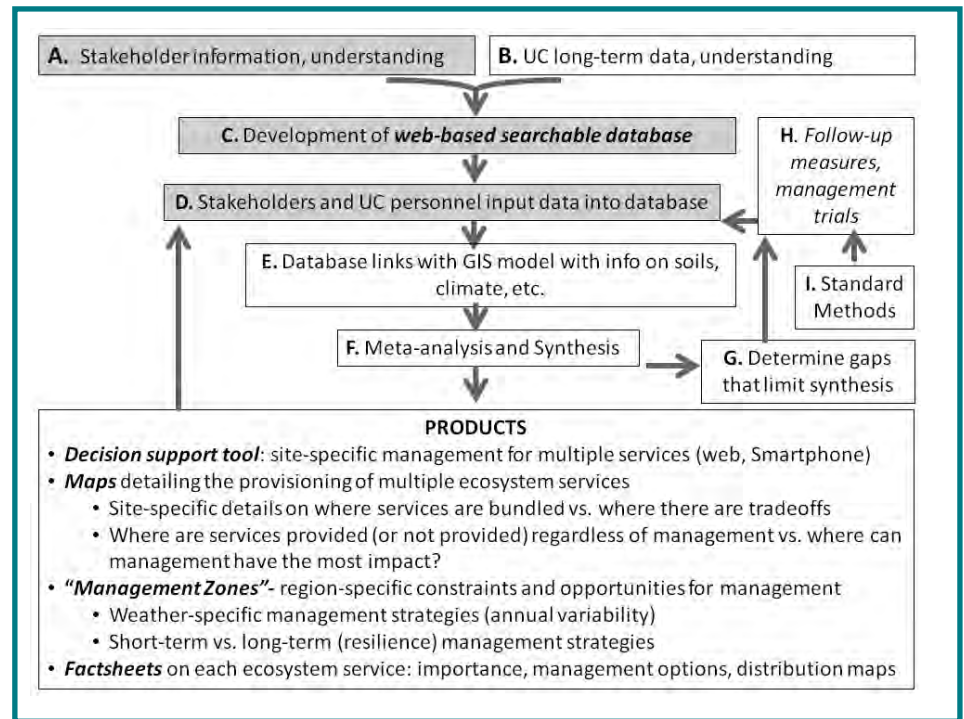 A. Stakeholder information, understanding
B. UC long-term data, understanding
C. Development of web-based searchable database
H. Follow-up
measures,
management
trials
D. Stakeholders and UC personnel input data into database
E. Database links with GIS model with info on soils,
climate, etc.
I. Standard
Methods
F. Meta-analysis and Synthesis
G. Determine gaps
that limit synthesis
PRODUCTS
• Decision support tool: site-specific management for multiple services (web, Smartphone)
• Maps detailing the provisioning of multiple ecosystem services
• Site-specific details on where services are bundled vs. where there are tradeoffs
• Where are services provided (or not provided) regardless of management vs. where can
management have the most impact?
• “Management Zones”- region-specific constraints and opportunities for management
• Weather-specific management strategies (annual variability)
• Short-term vs. long-term (resilience) management strategies
• Factsheets on each ecosystem service: importance, management options, distribution maps